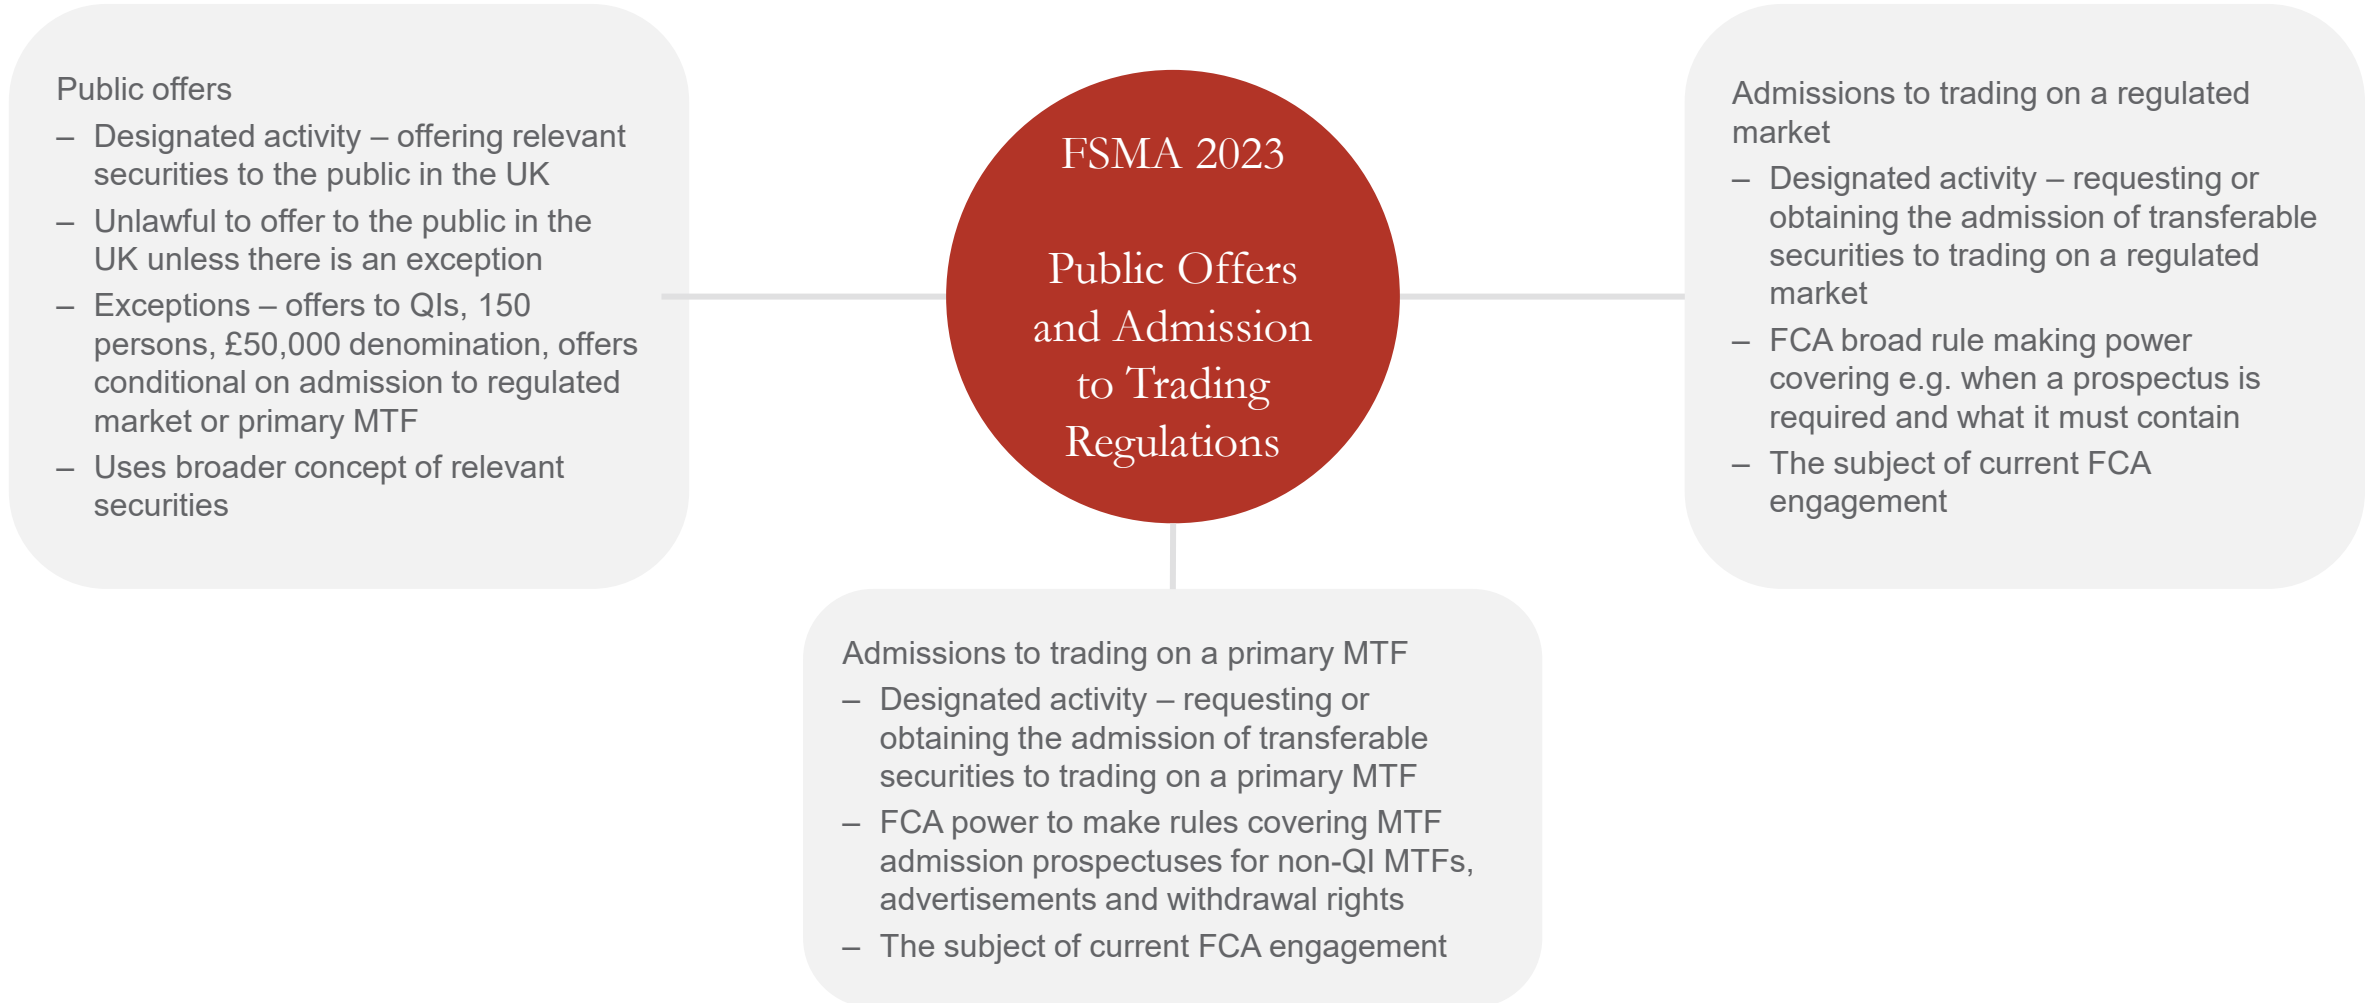 Public offers
– Designated activity – offering relevant
securities to the public in the UK
– Unlawful to offer to the public in the
UK unless there is an exception
– Exceptions – offers to QIs, 150
persons, £50,000 denomination, offers
conditional on admission to regulated
market or primary MTF
– Uses broader concept of relevant
securities
FSMA 2023
Public Offers
and Admission
to Trading
Regulations
Admissions to trading on a regulated
market
– Designated activity – requesting or
obtaining the admission of transferable
securities to trading on a regulated
market
– FCA broad rule making power
covering e.g. when a prospectus is
required and what it must contain
– The subject of current FCA
engagement
Admissions to trading on a primary MTF
– Designated activity – requesting or
obtaining the admission of transferable
securities to trading on a primary MTF
– FCA power to make rules covering MTF
admission prospectuses for non-QI MTFs,
advertisements and withdrawal rights
– The subject of current FCA engagement